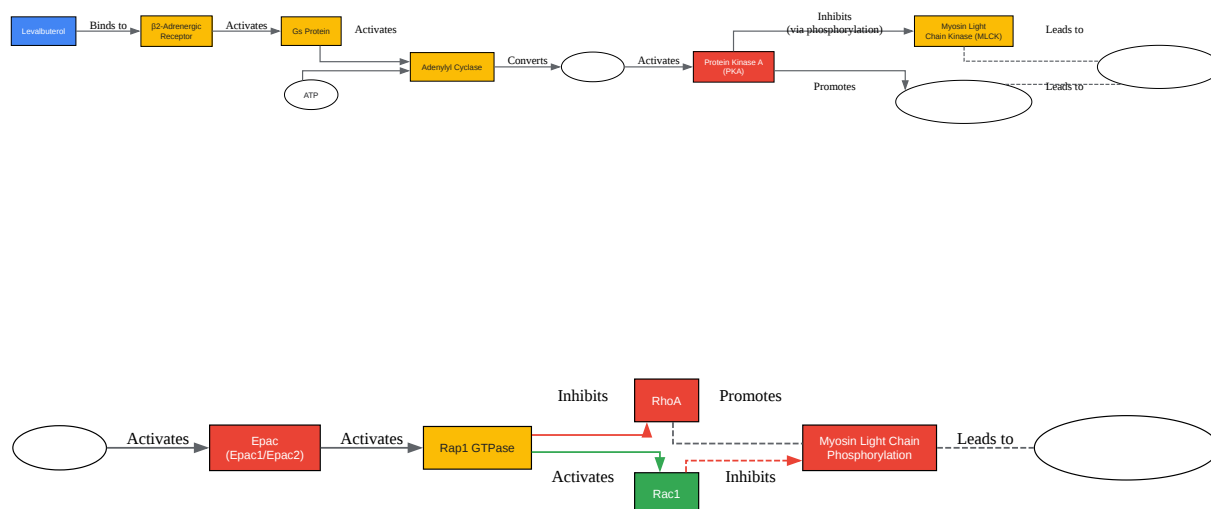 Levalbuterol
Binds to
β2-Adrenergic
Receptor
Activates
Gs Protein
Activates
ATP
Adenylyl Cyclase
Converts
Activates
Protein Kinase A
(PKA)
Inhibits
(via phosphorylation)
Myosin Light
Chain Kinase (MLCK)
Leads to
Promotes
Leads to
Activates
Epac
(Epac1/Epac2)
Activates
Rap1 GTPase
Inhibits
RhoA
Promotes
Activates
Rac1
Inhibits
Myosin Light Chain
Phosphorylation
Leads to